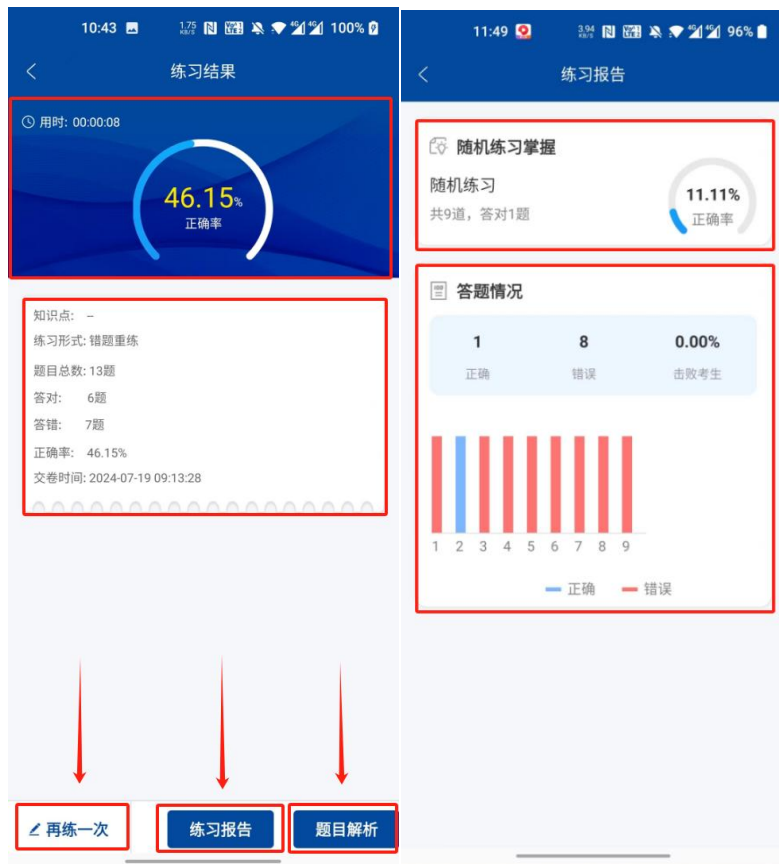 10:43 1.75 KB/S 100%
练习结果
用时: 00:00:08
46.15%
正确率
知识点: –
练习形式: 错题重练
题目总数: 13题
答对: 6题
答错: 7题
正确率: 46.15%
交卷时间: 2024-07-19 09:13:28
再练一次 练习报告 题目解析
11:49 3.94 KB/S 96%
练习报告
随机练习掌握
随机练习
共9道，答对1题
11.11%
正确率
答题情况
1 8 0.00%
正确 错误 击败考生
1 2 3 4 5 6 7 8 9
正确 错误